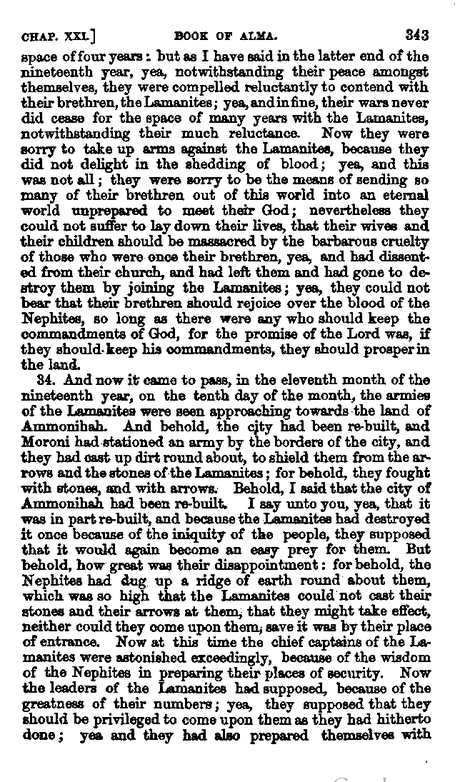 CHAP. XXI.] BOOK OF ALMA. 343
space of four years: but as I have said in the latter end of the
nineteenth year, yea, notwithstanding their peace amongst
themselves, they were compelled reluctantly to contend with
their brethren, the Lamanites; yea, and in fine, their wars never
did cease for the space of many years with the Lamanites,
notwithstanding their much reluctance. Now they were
sorry to take up arms against the Lamanites, because they
did not delight in the shedding of blood; yea, and this
was not all; they were sorry to be the means of sending so
many of their brethren out of this world into an eternal
world unprepared to meet their God; nevertheless they
could not suffer to lay down their lives, that their wives and
their children should be massacred by the barbarous cruelty
of those who were once their brethren, yea, and had dissent-
ed from their church, and had left them and had gone to de-
stroy them by joining the Lamanites; yea, they could not
bear that their brethren should rejoice over the blood of the
Nephites, so long as there were any who should keep the
commandments of God, for the promise of the Lord was, if
they should keep his commandments, they should prosper in
the land.
34. And now it came to pass, in the eleventh month of the
nineteenth year, on the tenth day of the month, the armies
of the Lamanites were seen approaching towards the land of
Ammonihah. And behold, the city had been re-built, and
Moroni had stationed an army by the borders of the city, and
they had cast up dirt round about, to shield them from the ar-
rows and the stones of the Lamanites; for behold, they fought
with stones, and with arrows. Behold, I said that the city of
Ammonihah had been re-built. I say unto you, yea, that it
was in part re-built, and because the Lamanites had destroyed
it once because of the iniquity of the people, they supposed
that it would again become an easy prey for them. But
behold, how great was their disappointment: for behold, the
Nephites had dug up a ridge of earth round about them,
which was so high that the Lamanites could not cast their
stones and their arrows at them, that they might take effect,
neither could they come upon them, save it was by their place
of entrance. Now at this time the chief captains of the La-
manites were astonished exceedingly, because of the wisdom
of the Nephites in preparing their places of security. Now
the leaders of the Lamanites had supposed, because of the
greatness of their numbers; yea, they supposed that they
should be privileged to come upon them as they had hitherto
done; yea and they had also prepared themselves with